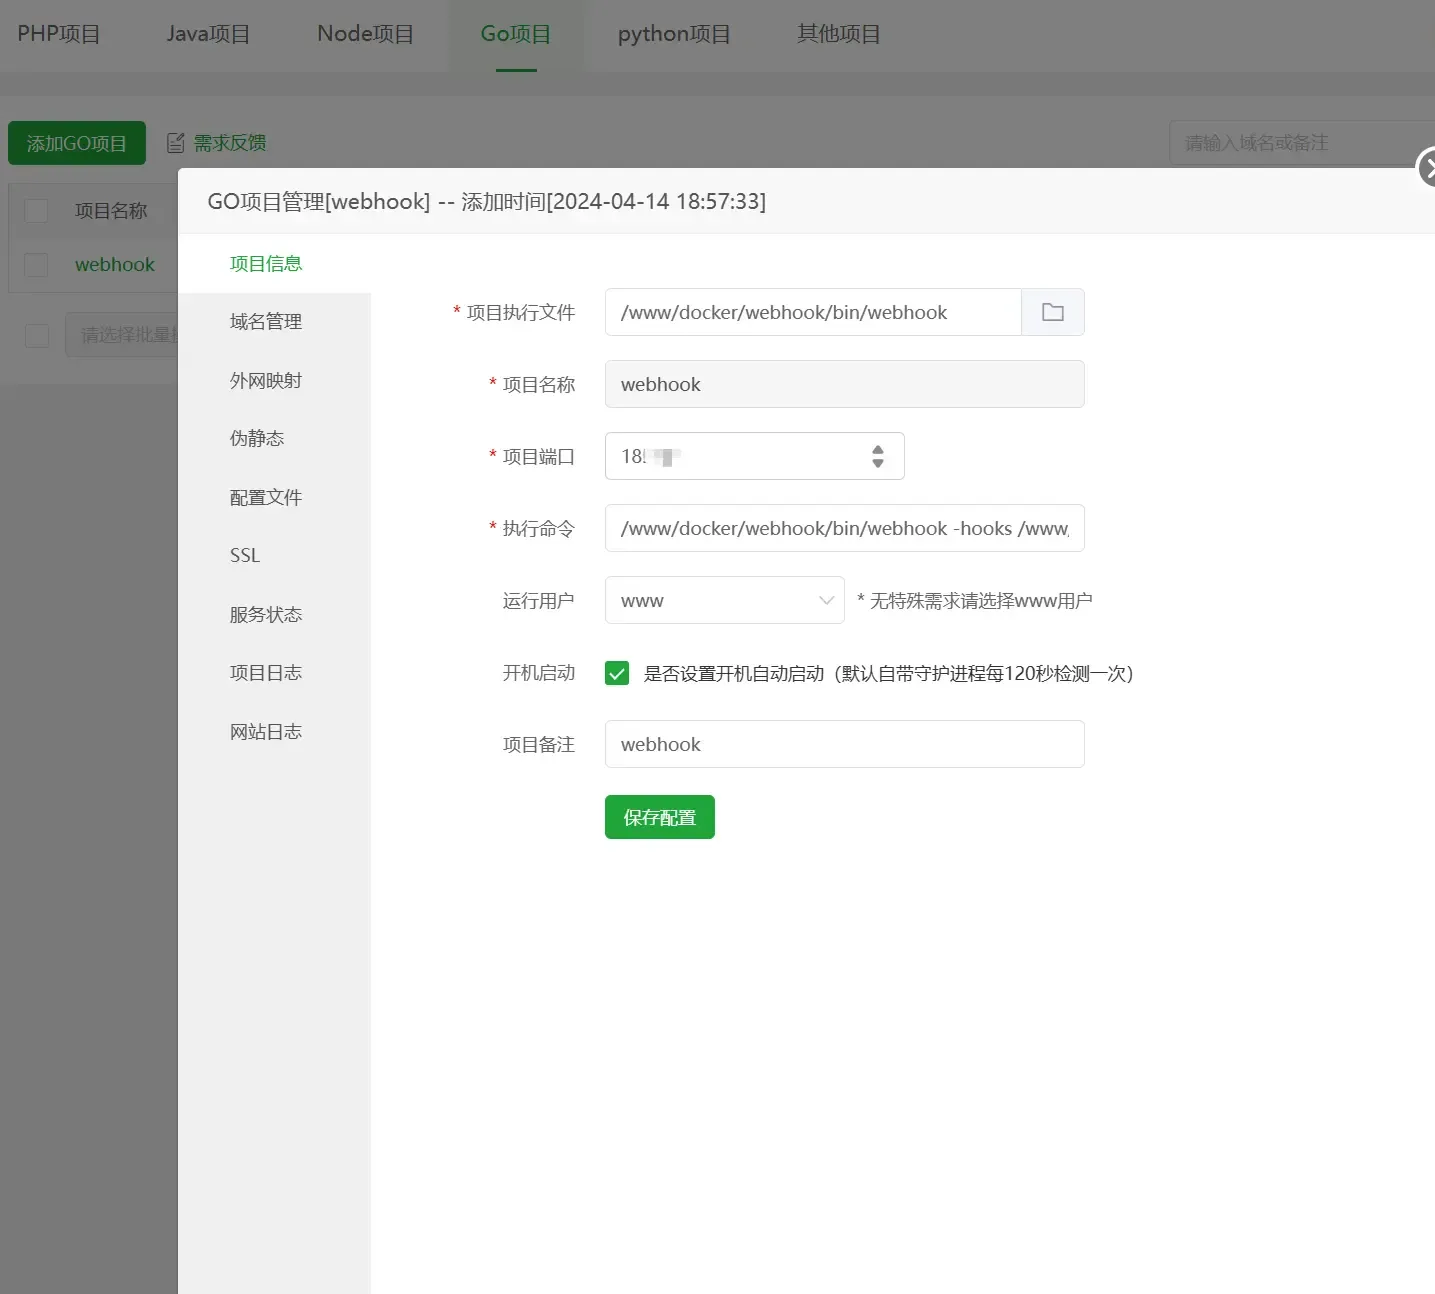 PHP项目 Java项目 Node项目 Go项目 python项目 其他项目
添加GO项目 需求反馈 请输入域名或备注
GO项目管理[webhook] -- 添加时间[2024-04-14 18:57:33]
项目名称
webhook
请选择批量
项目信息
域名管理
外网映射
伪静态
配置文件
SSL
服务状态
项目日志
网站日志
* 项目执行文件 /www/docker/webhook/bin/webhook
* 项目名称 webhook
* 项目端口 18
* 执行命令 /www/docker/webhook/bin/webhook -hooks /www
运行用户 www * 无特殊需求请选择www用户
开机启动 是否设置开机自动启动（默认自带守护进程每120秒检测一次）
项目备注 webhook
保存配置